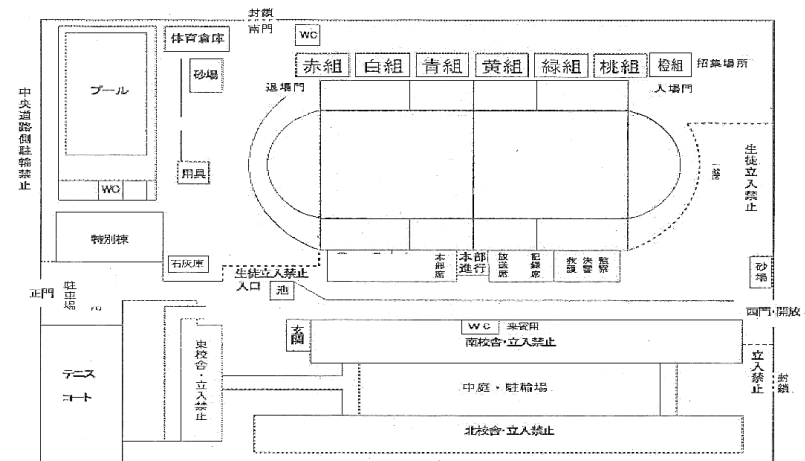 封鎖
南門
WC
体育倉庫
砂場
プール
赤組
白組
青組
黄組
緑組
桃組
橙組
招集場所
退場門
入場門
中央道路側駐輪禁止
生徒立入禁止
用具
WC
特別棟
石灰庫
生徒立入禁止
入口
池
本部席
本部
進行
放送席
記録席
救護
決審
監察
砂場
正門
駐車場
西門・開放
玄関
WC
来賓用
南校舎・立入禁止
東校舎・立入禁止
テニス
コート
中庭・駐輪場
立入禁止
封鎖
北校舎・立入禁止